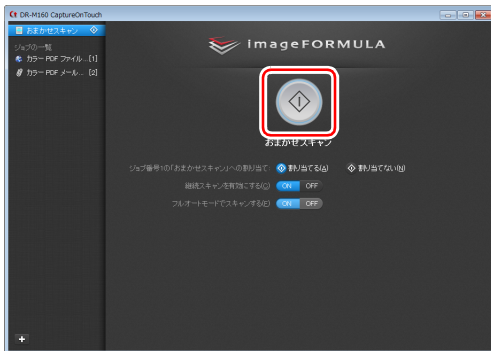 DR-M160 CaptureOnTouch
おまかせスキャン
ジョブの一覧
カラー PDF ファイル...[1]
カラー PDF メール... [2]
imageFORMULA
おまかせスキャン
ジョブ番号1の「おまかせスキャン」への割り当て: 割り当てる(A) 割り当てない(N)
継続スキャンを有効にする(C) ON OFF
フルオートモードでスキャンする(F) ON OFF